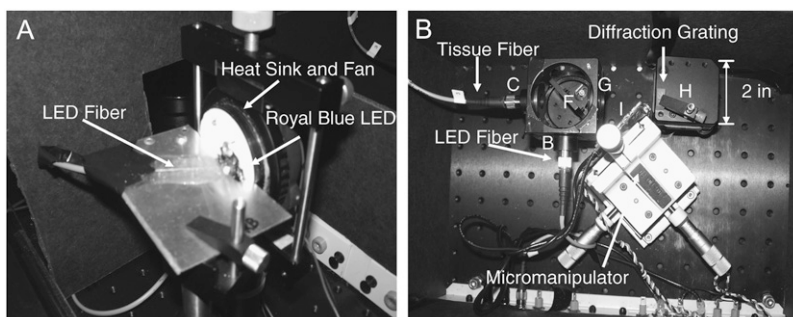 A
Heat Sink and Fan
LED Fiber
Royal Blue LED
B
Diffraction Grating
Tissue Fiber
C
G
H
F
2 in
I
B
LED Fiber
Micromanipulator